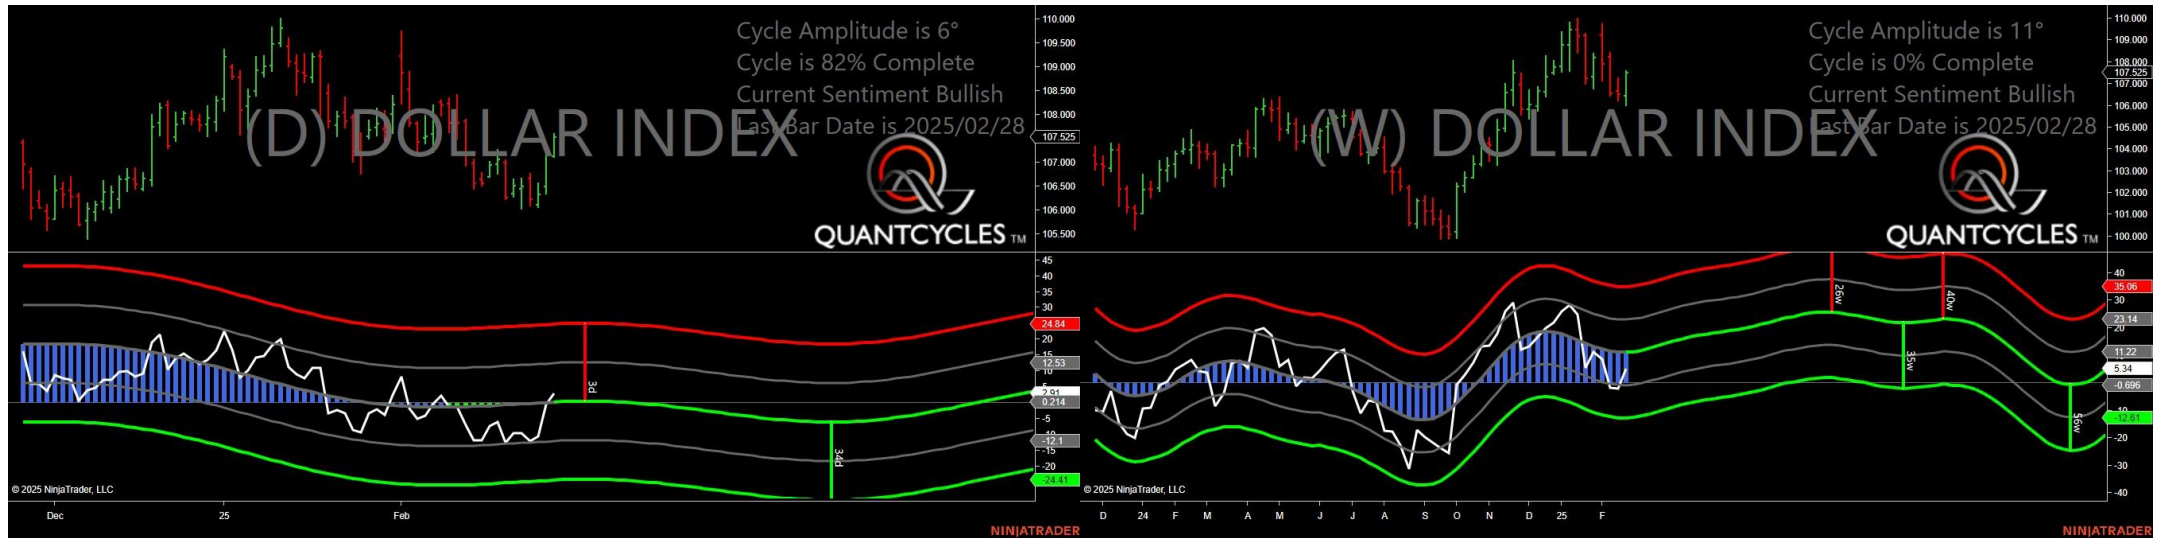 Cycle Amplitude is 6°
Cycle is 82% Complete
Current Sentiment Bullish
Last Bar Date is 2025/02/28
(D) DOLLAR INDEX
QUANTCYCLES TM
110.000
109.500
109.000
108.500
108.000
107.525
107.000
106.500
106.000
105.500
45
40
35
30
24.84
20
15
12.53
10
5
2.91
0.214
-5
-12.1
-15
-20
-24.41
3d
34d
© 2025 NinjaTrader, LLC
Dec
25
Feb
NINJATRADER
Cycle Amplitude is 11°
Cycle is 0% Complete
Current Sentiment Bullish
Last Bar Date is 2025/02/28
(W) DOLLAR INDEX
QUANTCYCLES TM
110.000
109.000
108.000
107.525
107.000
106.000
105.000
104.000
103.000
102.000
101.000
100.000
40
35.06
30
23.14
20
11.22
5.34
-0.696
-10
-12.61
-20
-30
-40
26w
40w
35w
56w
© 2025 NinjaTrader, LLC
D
24
F
M
A
M
J
J
A
S
O
N
D
25
F
NINJATRADER